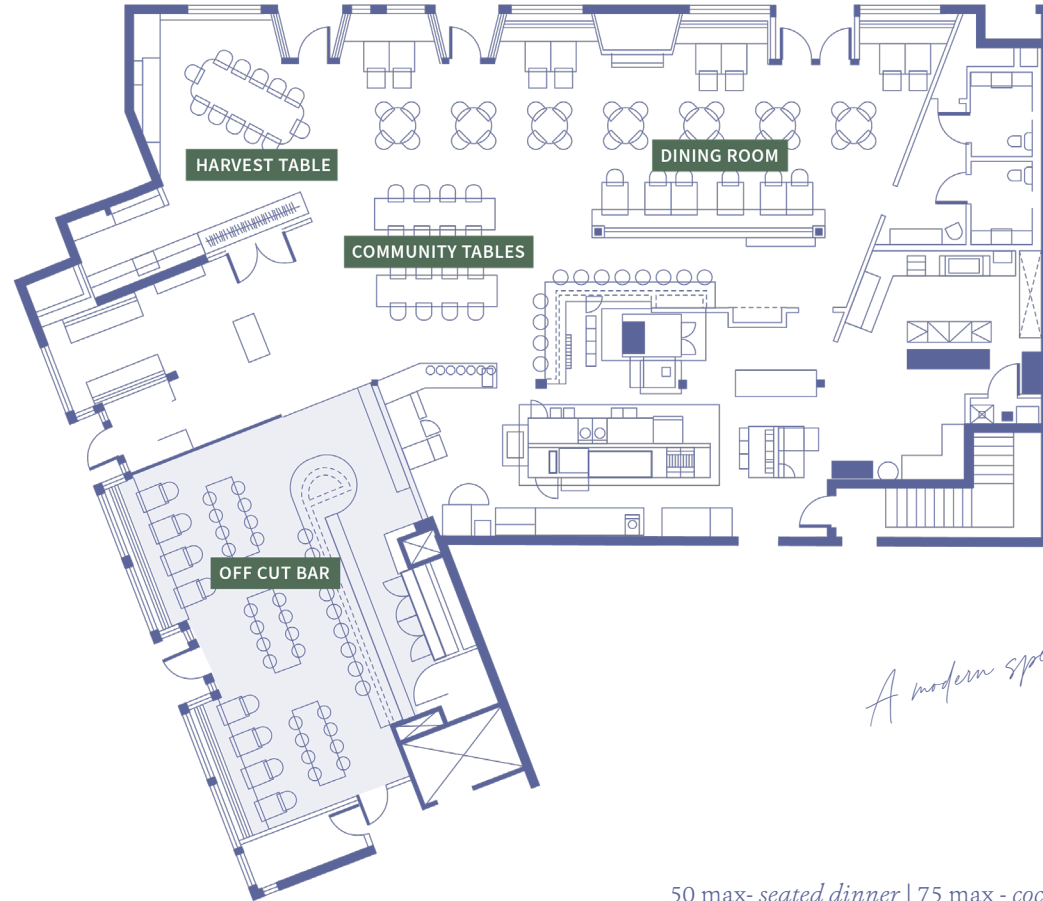 HARVEST TABLE
DINING ROOM
COMMUNITY TABLES
OFF CUT BAR
A modern
50 max- seated dinner | 75 max -